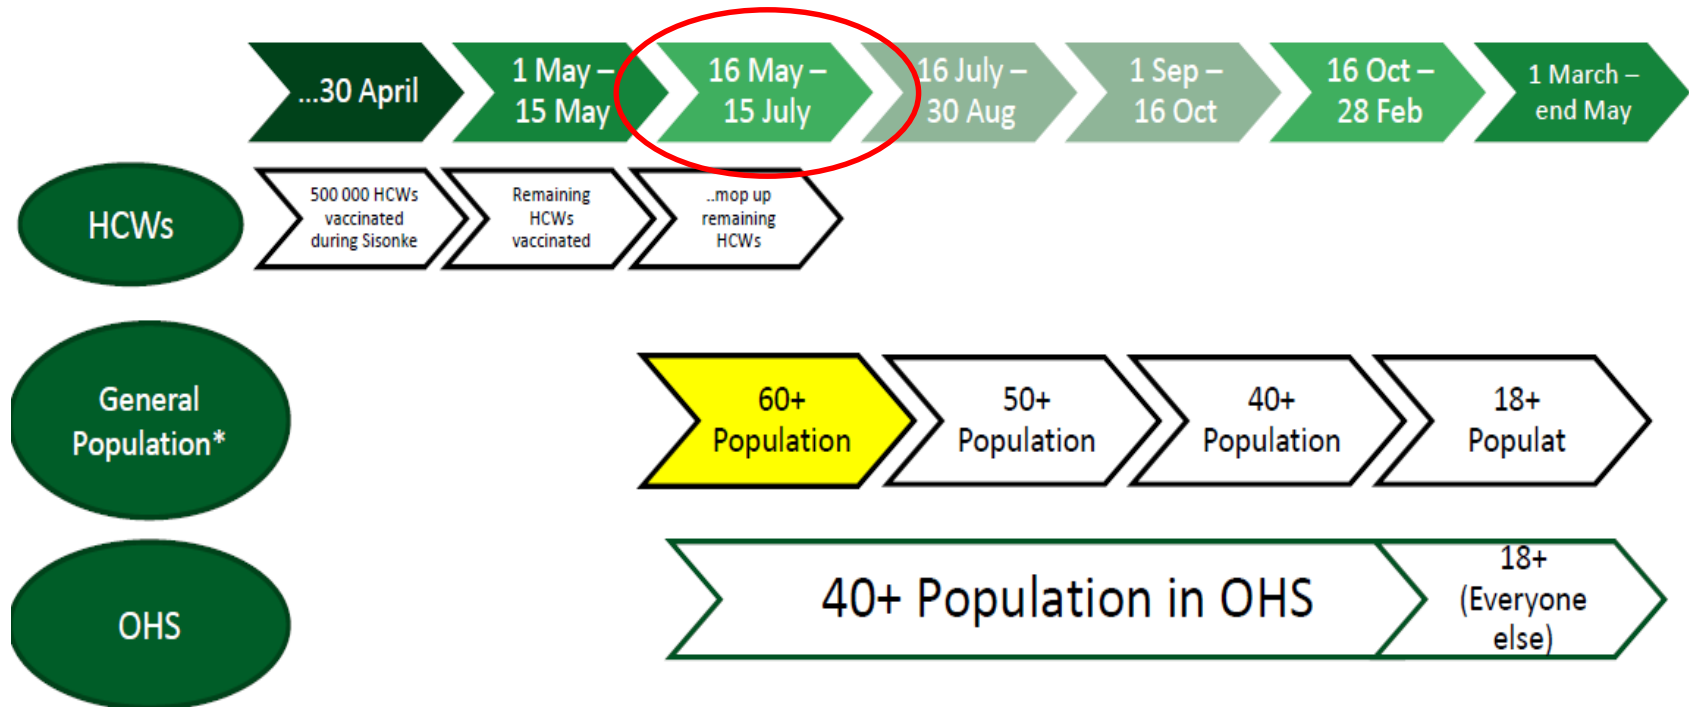 ...30 April
1 May –
15 May
16 May –
15 July
16 July –
30 Aug
1 Sep –
16 Oct
16 Oct –
28 Feb
1 March –
end May
HCWs
500 000 HCWs
vaccinated
during Sisonke
Remaining
HCWs
vaccinated
..mop up
remaining
HCWs
General
Population*
60+
Population
50+
Population
40+
Population
18+
Populat
OHS
40+ Population in OHS
18+
(Everyone
else)